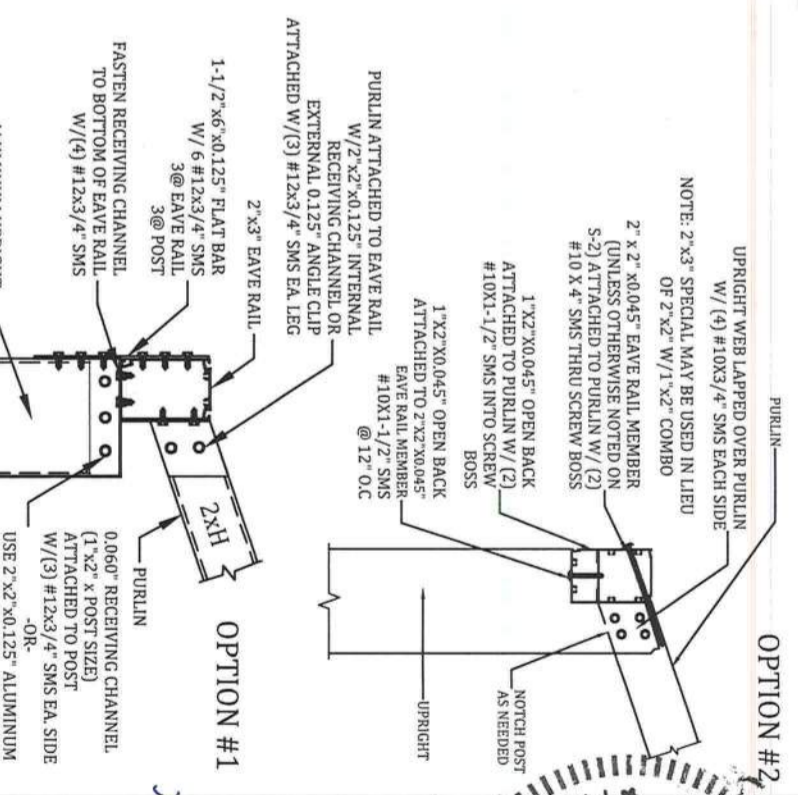 PURLIN
OPTION #2
UPRIGHT WEB LAPPED OVER PURLIN
W/ (4) #10X3/4" SMS EACH SIDE
NOTE: 2"x3" SPECIAL MAY BE USED IN LIEU
OF 2"x2" W/1"x2" COMBO
2" x 2" x0.045" EAVE RAIL MEMBER
(UNLESS OTHERWISE NOTED ON
S-2) ATTACHED TO PURLIN W/ (2)
#10 X 4" SMS THRU SCREW BOSS
1"X2"X0.045" OPEN BACK
ATTACHED TO PURLIN W/ (2)
#10X1-1/2" SMS INTO SCREW
BOSS
1"X2"X0.045" OPEN BACK
ATTACHED TO 2"X2"X0.045"
EAVE RAIL MEMBER
#10X1-1/2" SMS
@ 12" O.C
NOTCH POST
AS NEEDED
UPRIGHT
OPTION #1
PURLIN ATTACHED TO EAVE RAIL
W/2"x2"x0.125" INTERNAL
RECEIVING CHANNEL OR
EXTERNAL 0.125" ANGLE CLIP
ATTACHED W/(3) #12x3/4" SMS EA. LEG
2"x3" EAVE RAIL
1-1/2"x6"x0.125" FLAT BAR
W/ 6 #12x3/4" SMS
3@ EAVE RAIL
3@ POST
FASTEN RECEIVING CHANNEL
TO BOTTOM OF EAVE RAIL
W/(4) #12x3/4" SMS
2xH
PURLIN
0.060" RECEIVING CHANNEL
(1"x2" x POST SIZE)
ATTACHED TO POST
W/(3) #12x3/4" SMS EA. SIDE
-OR-
USE 2"x2"x0.125" ALUMINUM